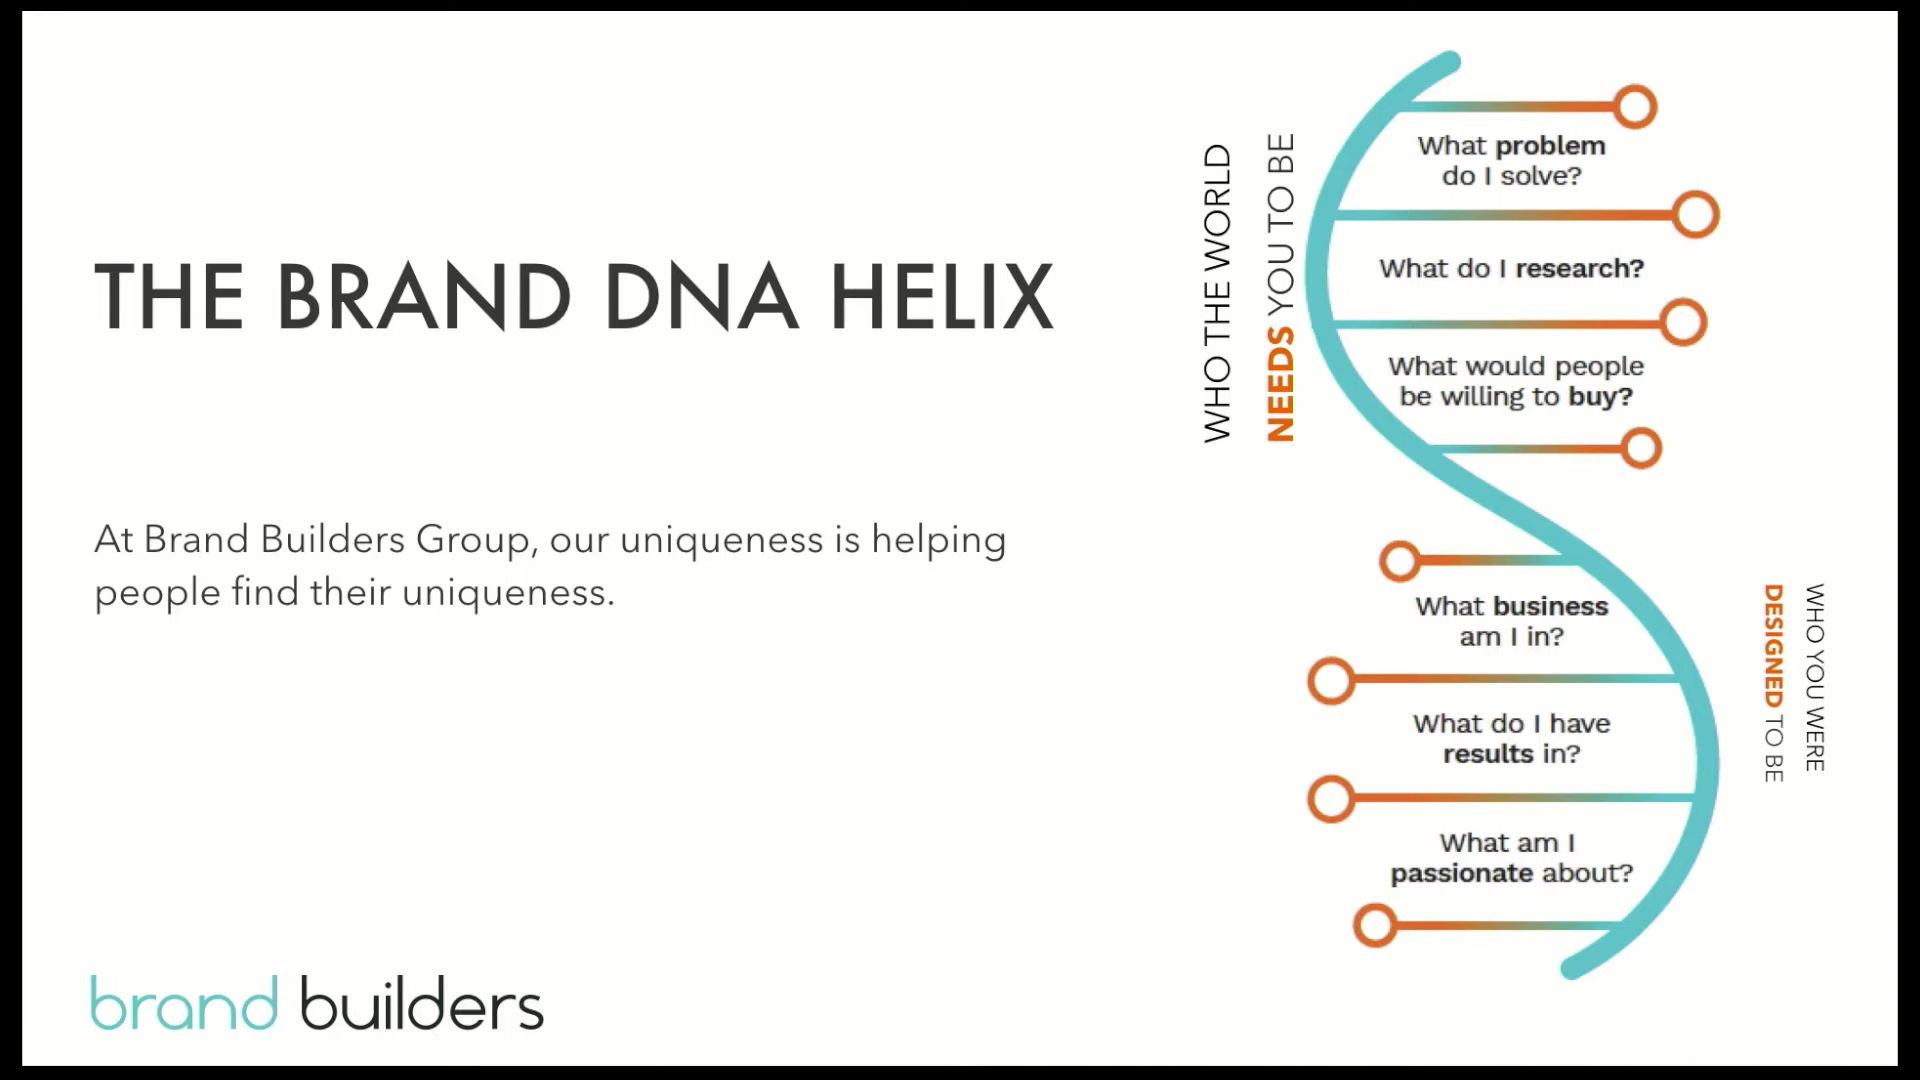 THE BRAND DNA HELIX
At Brand Builders Group, our uniqueness is helping
people find their uniqueness.
brand builders
WHO THE WORLD
NEEDS YOU TO BE
What problem
do I solve?
What do I research?
What would people
be willing to buy?
What business
am I in?
What do I have
results in?
What am I
passionate about?
WHO YOU WERE
DESIGNED TO BE